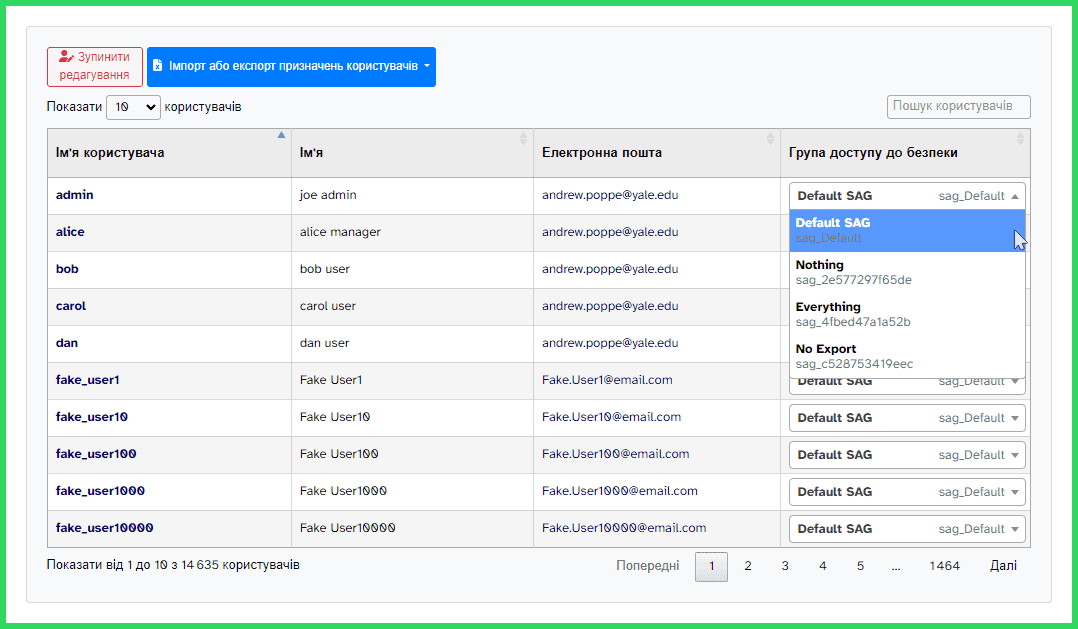 Зупинити
редагування
Імпорт або експорт призначень користувачів
Показати 10 користувачів
Пошук користувачів
Ім'я користувача Ім'я Електронна пошта Група доступу до безпеки
admin joe admin andrew.poppe@yale.edu Default SAG sag_Default
alice alice manager andrew.poppe@yale.edu
bob bob user andrew.poppe@yale.edu
carol carol user andrew.poppe@yale.edu
dan dan user andrew.poppe@yale.edu
Default SAG
sag_Default
Nothing
sag_2e577297f65de
Everything
sag_4fbed47a1a52b
No Export
sag_c528753419eec
fake_user1 Fake User1 Fake.User1@email.com Default SAG sag_Default
fake_user10 Fake User10 Fake.User10@email.com Default SAG sag_Default
fake_user100 Fake User100 Fake.User100@email.com Default SAG sag_Default
fake_user1000 Fake User1000 Fake.User1000@email.com Default SAG sag_Default
fake_user10000 Fake User10000 Fake.User10000@email.com Default SAG sag_Default
Показати від 1 до 10 з 14 635 користувачів
Попередні 1 2 3 4 5 ... 1464 Далі